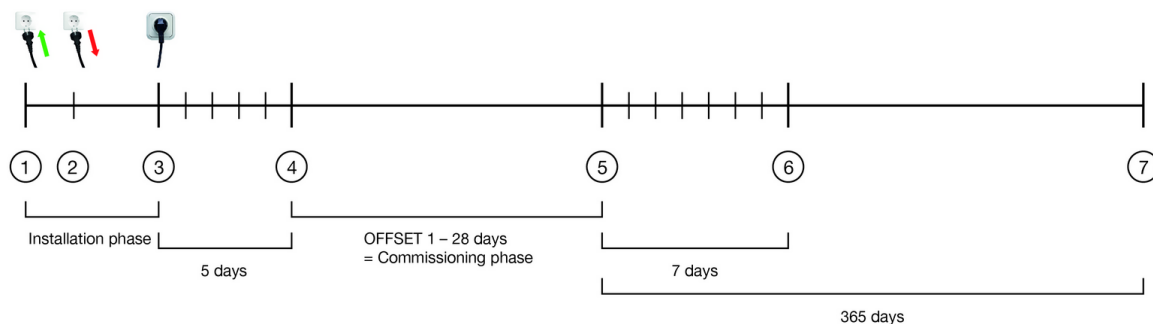 1
2
3
4
5
6
7
Installation phase
OFFSET 1 – 28 days
= Commissioning phase
5 days
7 days
365 days